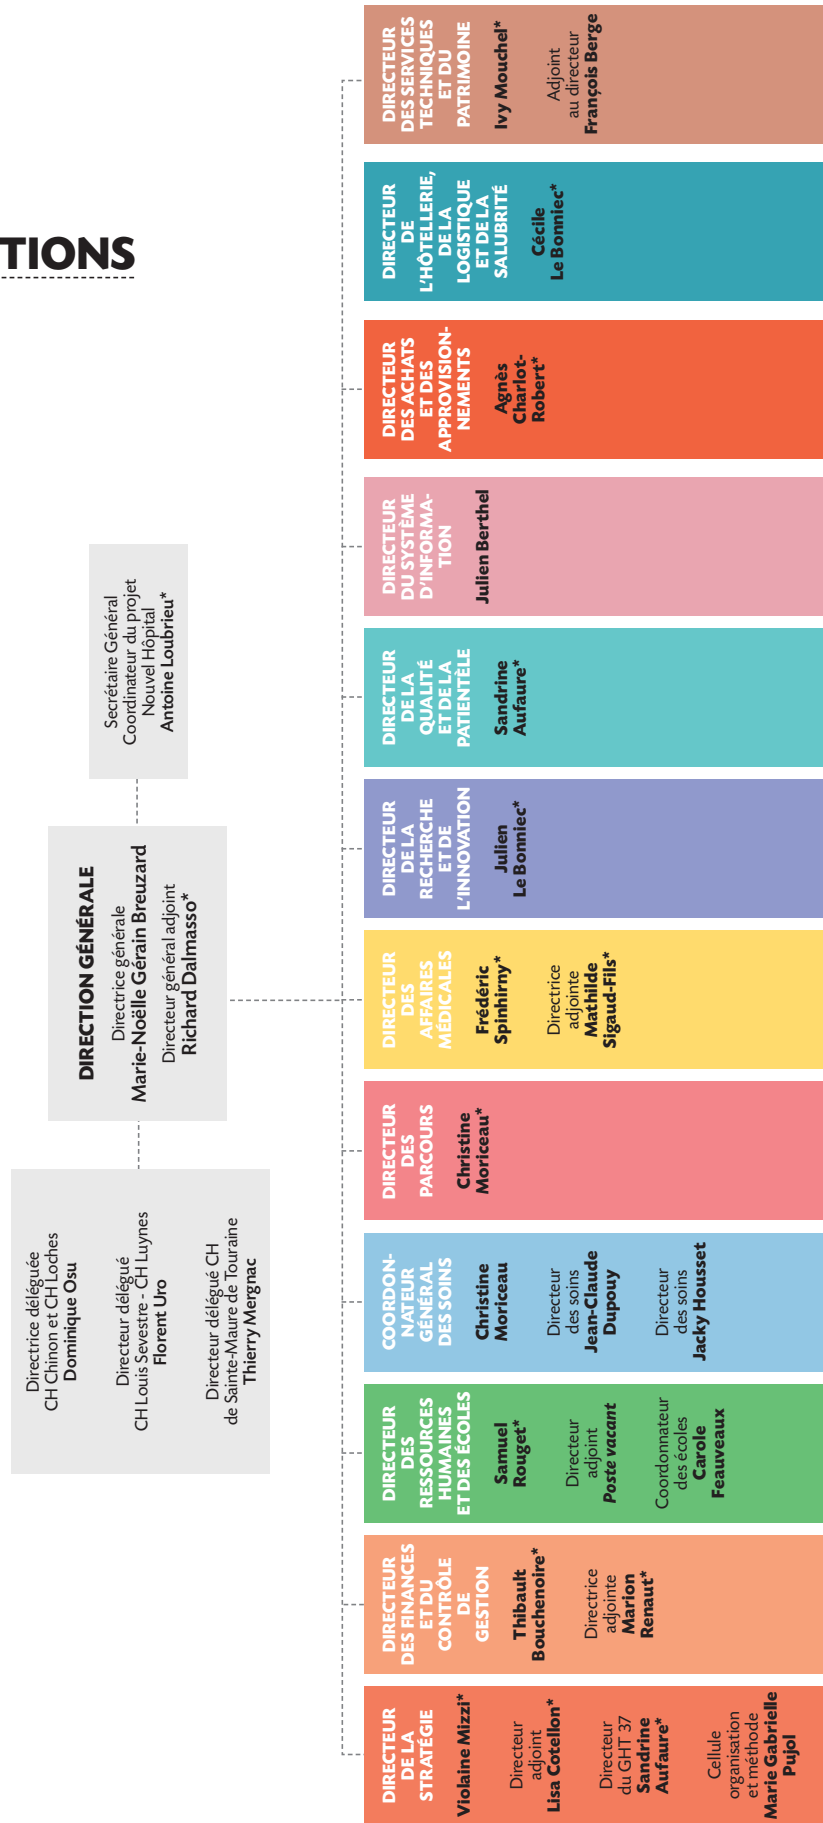 TIONS
Directrice déléguée
CH Chinon et CH Loches
Dominique Osu
Directeur délégué
CH Louis Sevestre - CH Luynes
Florent Uro
Directeur délégué CH
de Sainte-Maure de Touraine
Thierry Mergnac
DIRECTION GÉNÉRALE
Directrice générale
Marie-Noëlle Gérain Breuzard
Directeur général adjoint
Richard Dalmasso*
Secrétaire Général
Coordinateur du projet
Nouvel Hôpital
Antoine Loubrieu*
DIRECTEUR
DE LA
STRATÉGIE
Violaine Mizzi*
Directeur
adjoint
Lisa Cotellon*
Directeur
du GHT 37
Sandrine
Aufaure*
Cellule
organisation
et méthode
Marie Gabrielle
Pujol
DIRECTEUR
DES FINANCES
ET DU
CONTRÔLE
DE
GESTION
Thibault
Bouchenoire*
Directrice
adjointe
Marion
Renaut*
DIRECTEUR
DES
RESSOURCES
HUMAINES
ET DES ÉCOLES
Samuel
Rouget*
Directeur
adjoint
Poste vacant
Coordonnateur
des écoles
Carole
Feauveaux
COORDON-
NATEUR
GÉNÉRAL
DES SOINS
Christine
Moriceau
Directeur
des soins
Jean-Claude
Dupouy
Directeur
des soins
Jacky Housset
DIRECTEUR
DES
PARCOURS
Christine
Moriceau*
DIRECTEUR
DES
AFFAIRES
MÉDICALES
Frédéric
Spinhirny*
Directrice
adjointe
Mathilde
Sigaud-Fils*
DIRECTEUR
DE LA
RECHERCHE
ET DE
L'INNOVATION
Julien
Le Bonniec*
DIRECTEUR
DE LA
QUALITÉ
ET DE LA
PATIENTÈLE
Sandrine
Aufaure*
DIRECTEUR
DU SYSTÈME
D'INFORMA-
TION
Julien Berthel
DIRECTEUR
DES ACHATS
ET DES
APPROVISION-
NEMENTS
Agnès
Charlot-
Robert*
DIRECTEUR
DE
L'HÔTELLERIE,
DE LA
LOGISTIQUE
ET DE LA
SALUBRITÉ
Cécile
Le Bonniec*
DIRECTEUR
DES SERVICES
TECHNIQUES
ET DU
PATRIMOINE
Ivy Mouchel*
Adjoint
au directeur
François Berge